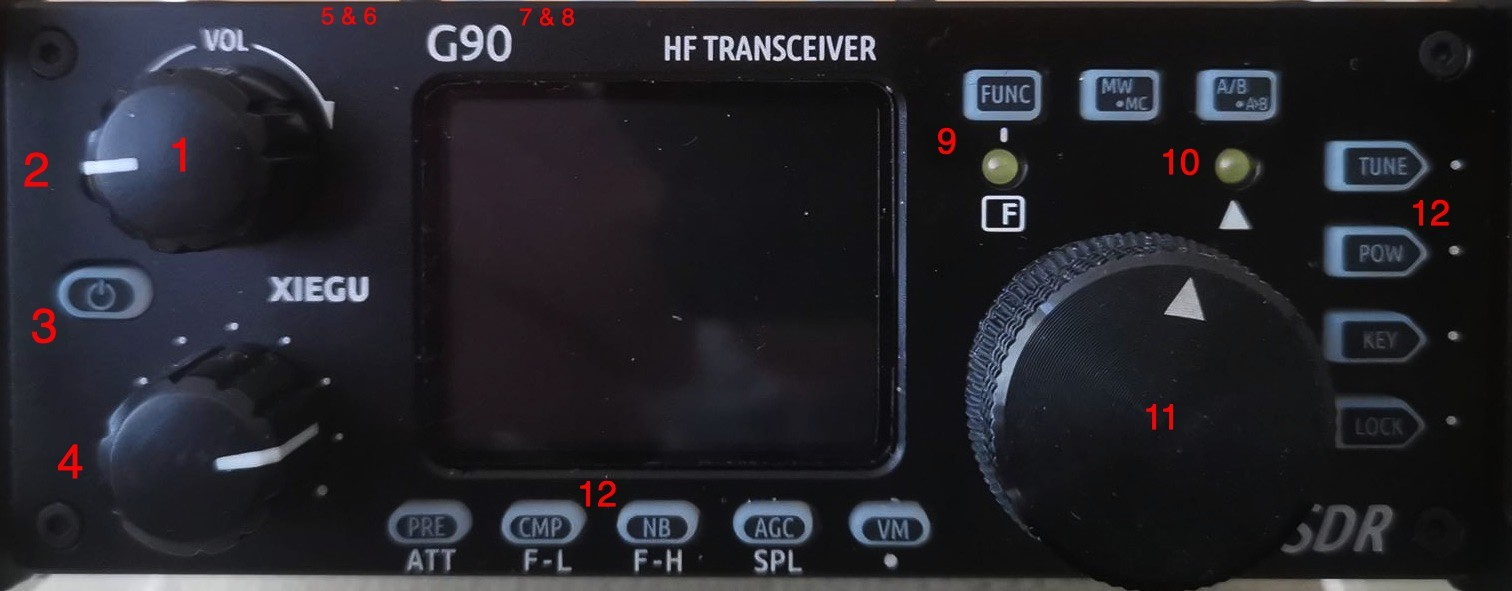 5 & 6
7 & 8
VOL
G90
HF TRANSCEIVER
FUNC
MW
MC
A/B
A>B
9
10
1
2
F
TUNE
12
POW
XIEGU
3
KEY
11
LOCK
4
12
PRE
CMP
NB
AGC
VM
ATT
F-L
F-H
SPL
SDR